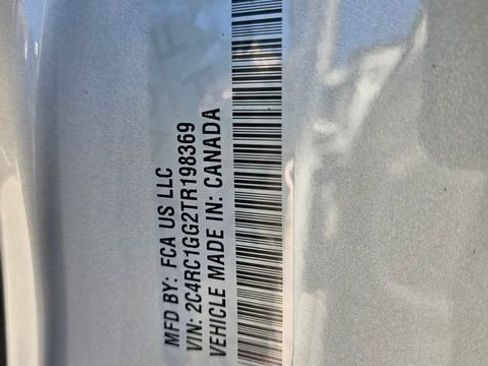 MFD BY: FCA US LLC
VIN: 2C4RC1GG2TR198369
VEHICLE MADE IN: CANADA